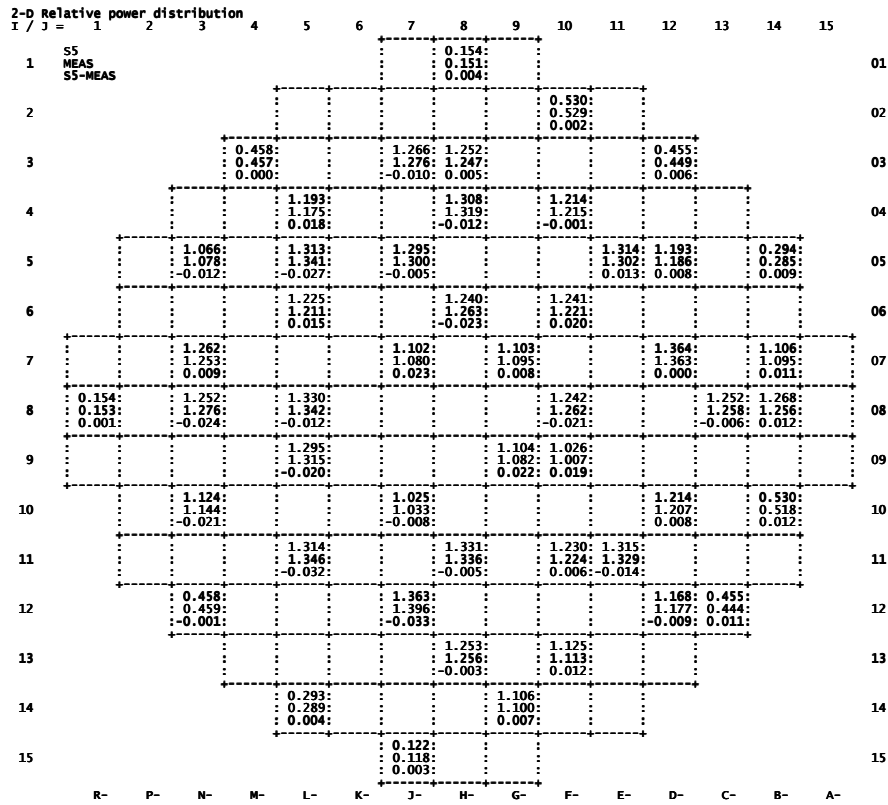 2-D Relative power distribution
I / J = 1 2 3 4 5 6 7 8 9 10 11 12 13 14 15
S5 0.154
1 MEAS 0.151 01
S5-MEAS 0.004
0.530
2 0.529 02
0.002
0.458 1.266 1.252 0.455
3 0.457 1.276 1.247 0.449 03
0.000 -0.010 0.005 0.006
1.193 1.308 1.214
4 1.175 1.319 1.215 04
0.018 -0.012 -0.001
1.066 1.313 1.295 1.314 1.193 0.294
5 1.078 1.341 1.300 1.302 1.186 0.285 05
-0.012 -0.027 -0.005 0.013 0.008 0.009
1.225 1.240 1.241
6 1.211 1.263 1.221 06
0.015 -0.023 0.020
1.262 1.102 1.103 1.364 1.106
7 1.253 1.080 1.095 1.363 1.095 07
0.009 0.023 0.008 0.000 0.011
0.154 1.252 1.330 1.242 1.252 1.268
8 0.153 1.276 1.342 1.262 1.258 1.256 08
0.001 -0.024 -0.012 -0.021 -0.006 0.012
1.295 1.104 1.026
9 1.315 1.082 1.007 09
-0.020 0.022 0.019
1.124 1.025 1.214 0.530
10 1.144 1.033 1.207 0.518 10
-0.021 -0.008 0.008 0.012
1.314 1.331 1.230 1.315
11 1.346 1.336 1.224 1.329 11
-0.032 -0.005 0.006 -0.014
0.458 1.363 1.168 0.455
12 0.459 1.396 1.177 0.444 12
-0.001 -0.033 -0.009 0.011
1.253 1.125
13 1.256 1.113 13
-0.003 0.012
0.293 1.106
14 0.289 1.100 14
0.004 0.007
0.122
15 0.118 15
0.003
R- P- N- M- L- K- J- H- G- F- E- D- C- B- A-